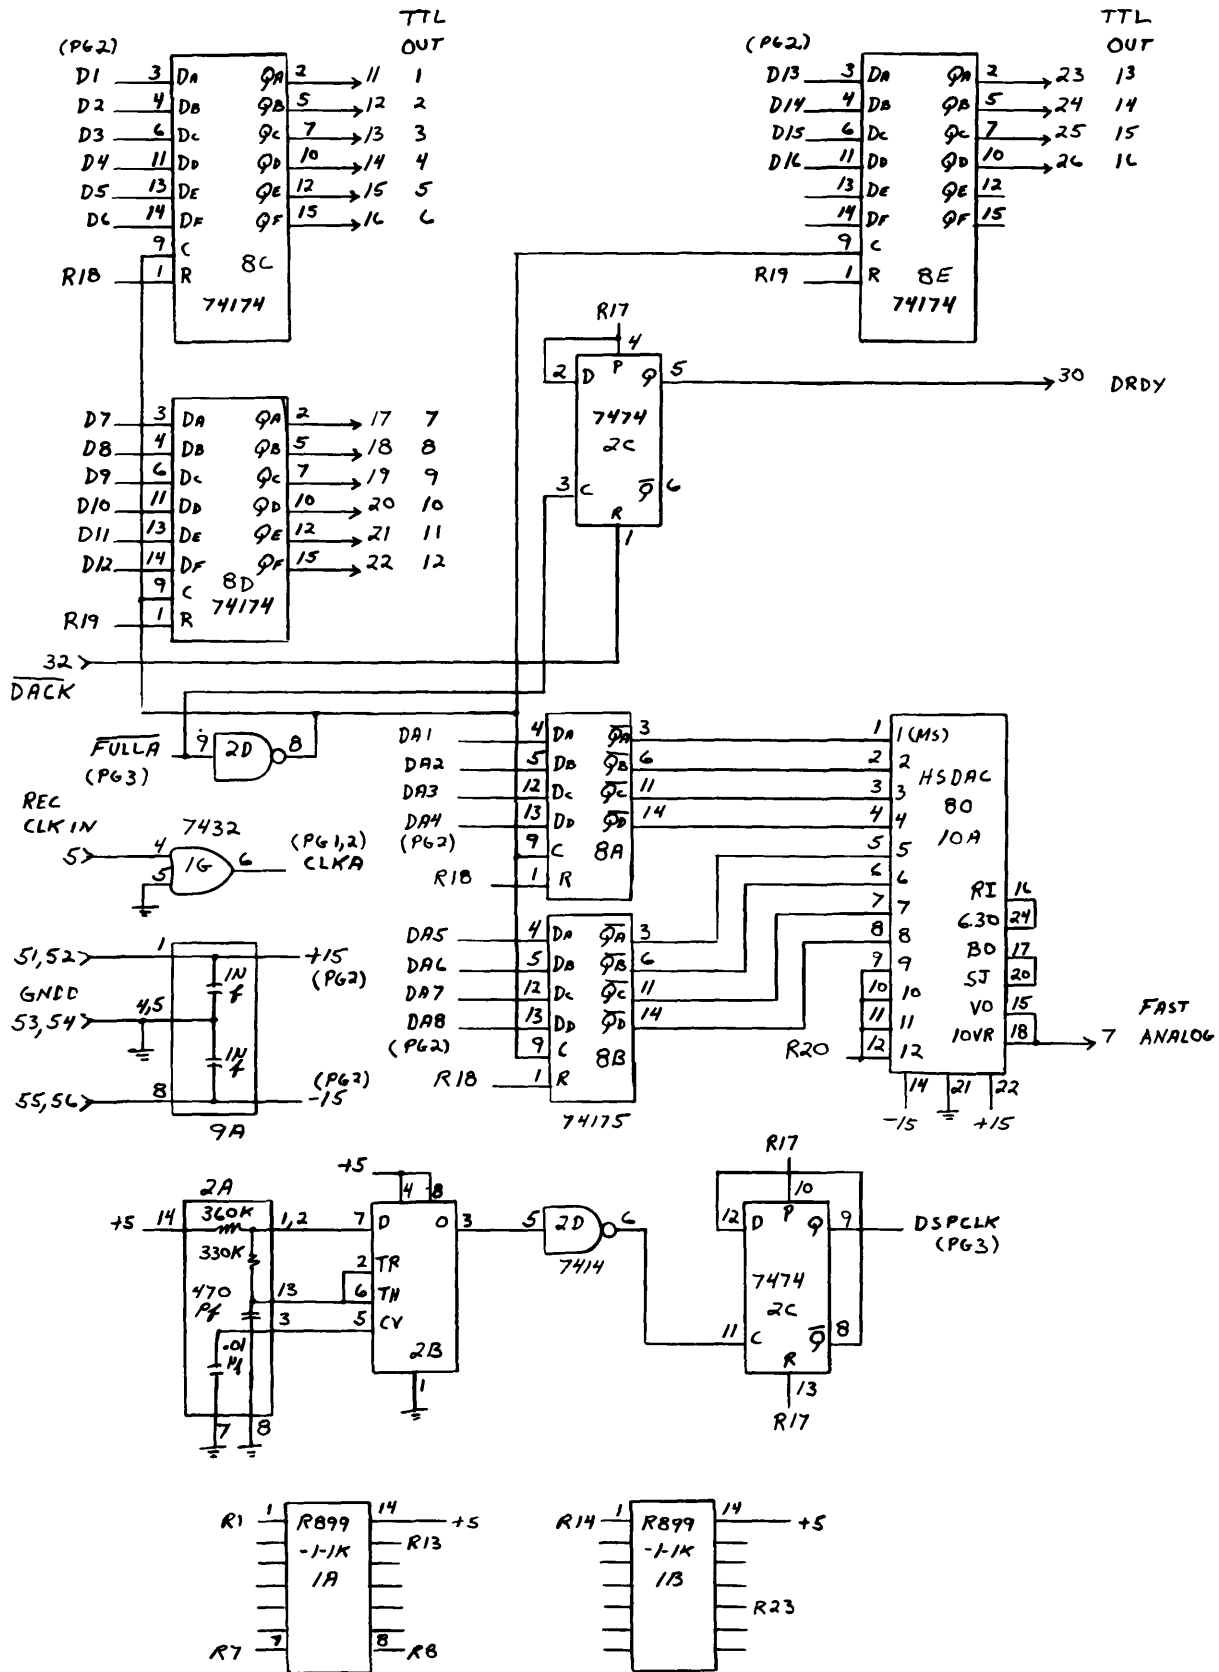 TTL
OUT
(PG2)
D1 3 DA QA 2 11 1
D2 4 DB QB 5 12 2
D3 6 DC QC 7 13 3
D4 11 DD QD 10 14 4
D5 13 DE QE 12 15 5
D6 14 DF QF 15 16 6
9 C
8C
R18 1 R
74174
TTL
OUT
(PG2)
D13 3 DA QA 2 23 13
D14 4 DB QB 5 24 14
D15 6 DC QC 7 25 15
D16 11 DD QD 10 26 16
13 DE QE 12
14 DF QF 15
9 C
R19 1 R 8E
74174
R17
4
2 D P Q 5 30 DRDY
7474
2C
3 C Q̅ 6
R
1
D7 3 DA QA 2 17 7
D8 4 DB QB 5 18 8
D9 6 DC QC 7 19 9
D10 11 DD QD 10 20 10
D11 13 DE QE 12 21 11
D12 14 DF QF 15 22 12
9 C 8D
74174
R19 1 R
32
D̅A̅C̅K̅
F̅U̅L̅L̅A̅ 9 2D 8
(PG3)
REC
CLK IN
7432
5 4 1G 6 (PG1,2)
5 CLKA
DA1 4 DA Q̅A̅ 3
DA2 5 DB Q̅B̅ 6
DA3 12 DC Q̅C̅ 11
DA4 13 DD Q̅D̅ 14
(PG2) 9 C 8A
R18 1 R
DA5 4 DA Q̅A̅ 3
DA6 5 DB Q̅B̅ 6
DA7 12 DC Q̅C̅ 11
DA8 13 DD Q̅D̅ 14
(PG2) 9 C 8B
R18 1 R
74175
1 1(MS)
2 2 HSDAC
3 3 80
4 4 10A
5 5
6 6 RI 16
7 7 6.30 24
8 8 BO 17
9 9 SJ 20
10 10 VO 15
11 11 10VR 18 7 FAST
ANALOG
R20 12 12
14 21 22
-15 +15
51,52 1 +15
(PG2)
1N
f
GNDD
53,54 4,5
1N
f
(PG2)
55,56 8 -15
9A
2A
+5 14 360K 1,2
330K
470
Pf 13
3
.01
µf
7 8
+5 4 8
7 D O 3
2 TR
6 TH
5 CV
2B
1
5 2D 6
7414
R17
10
12 D P Q 9 DSPCLK
(PG3)
7474
2C
11 C Q̅ 8
R
13
R17
R1 1 R899 14 +5
-1-1K R13
1A
R7 7 8 R8
R14 1 R899 14 +5
-1-1K
1B
R23